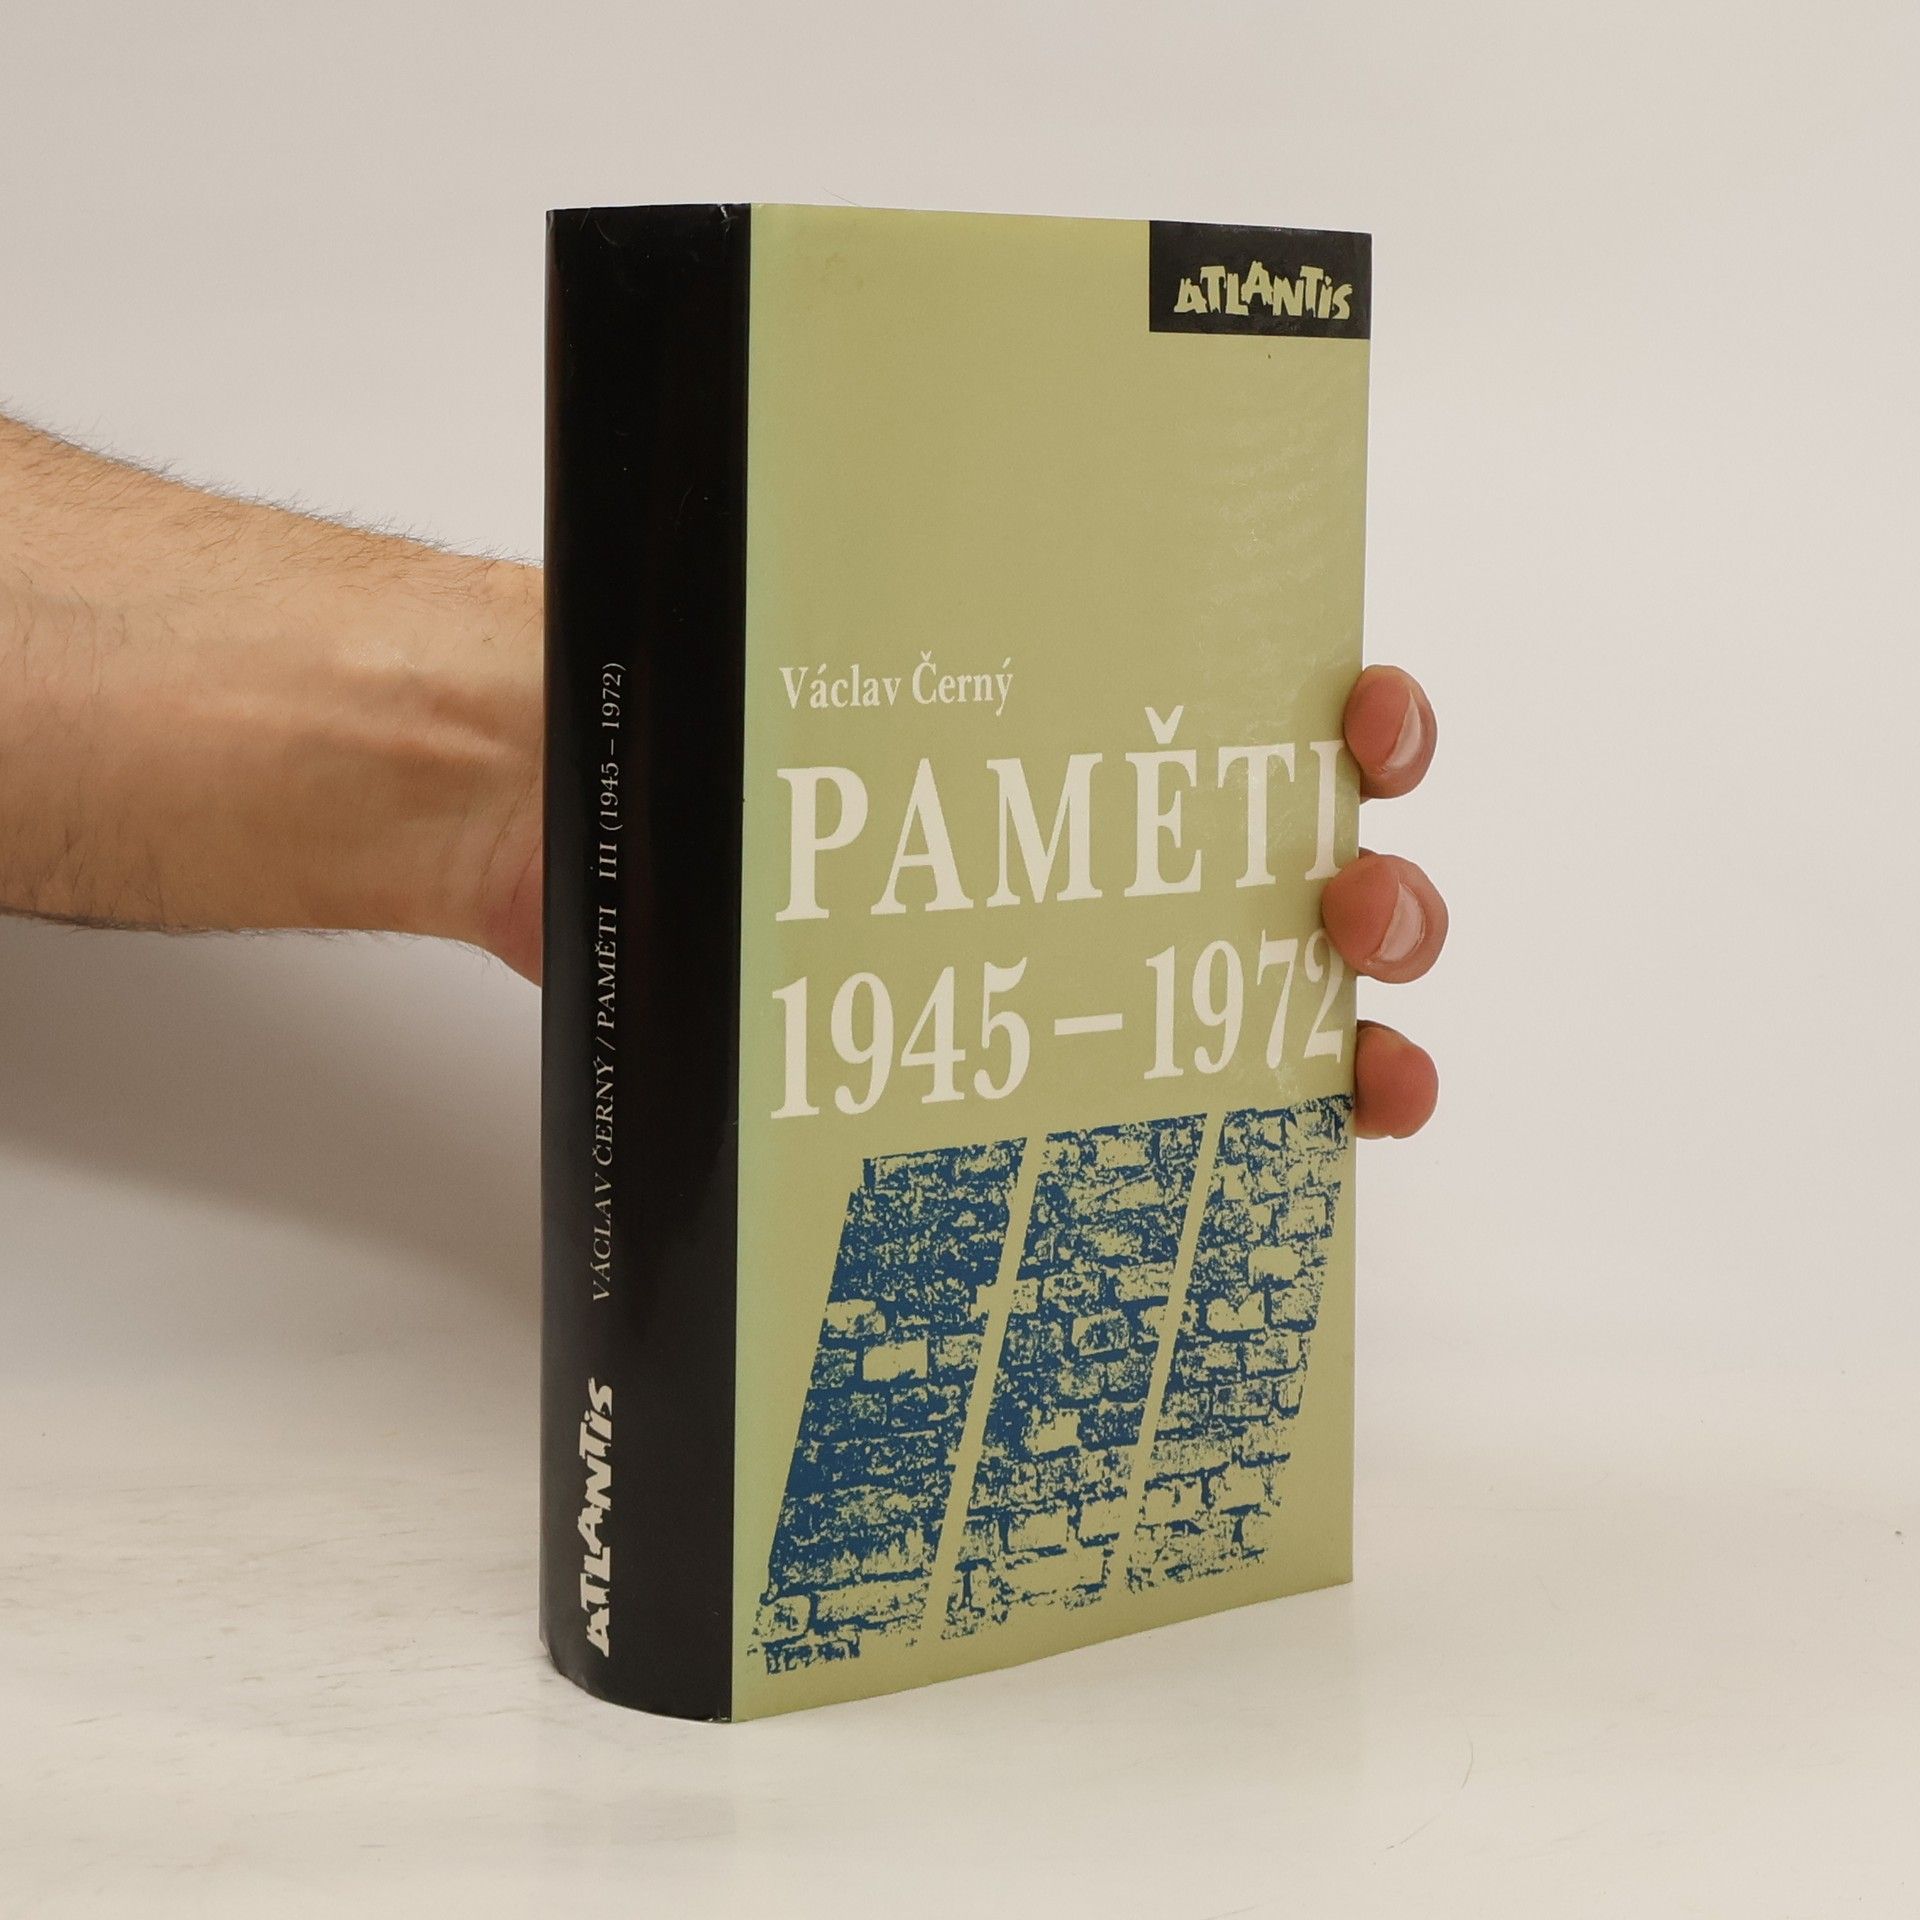 ATLANTIS
Václav Černý
PAMĚTI
1945–1972
VÁCLAV ČERNÝ / PAMĚTI III (1945–1972)
ATLANTIS